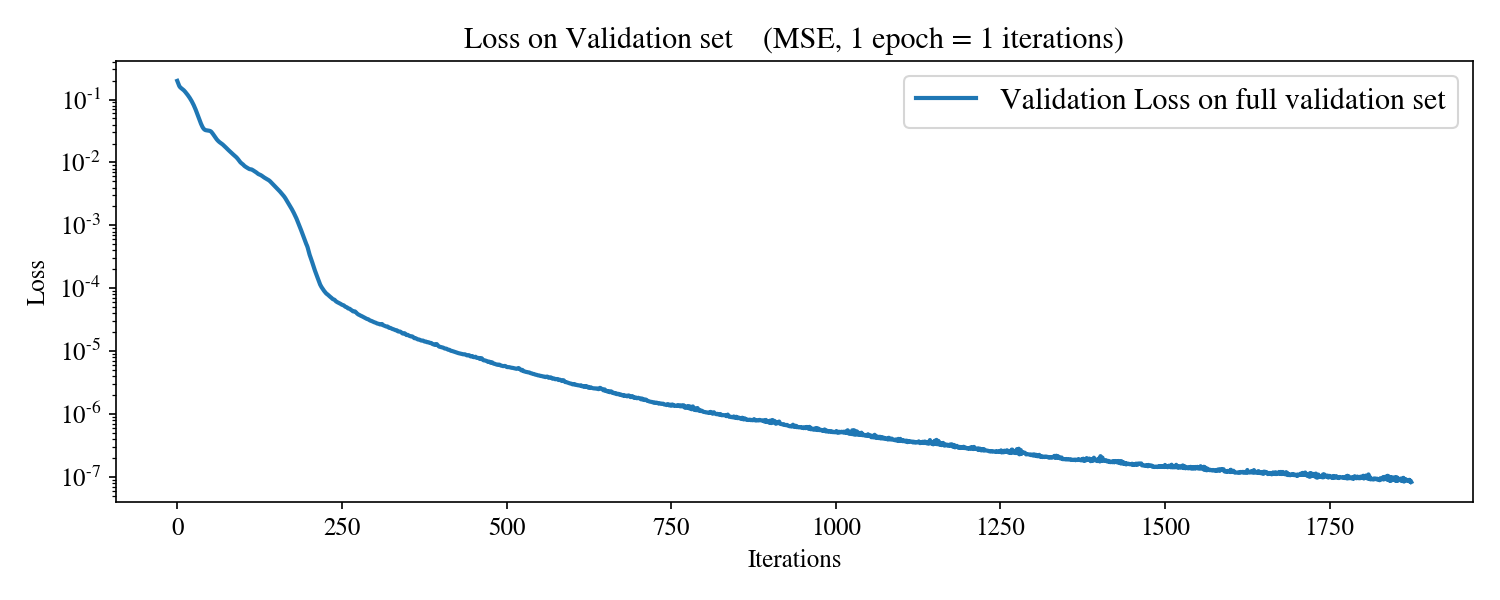 Loss on Validation set    (MSE, 1 epoch = 1 iterations)
Validation Loss on full validation set
Loss
10⁻¹
10⁻²
10⁻³
10⁻⁴
10⁻⁵
10⁻⁶
10⁻⁷
0 250 500 750 1000 1250 1500 1750
Iterations